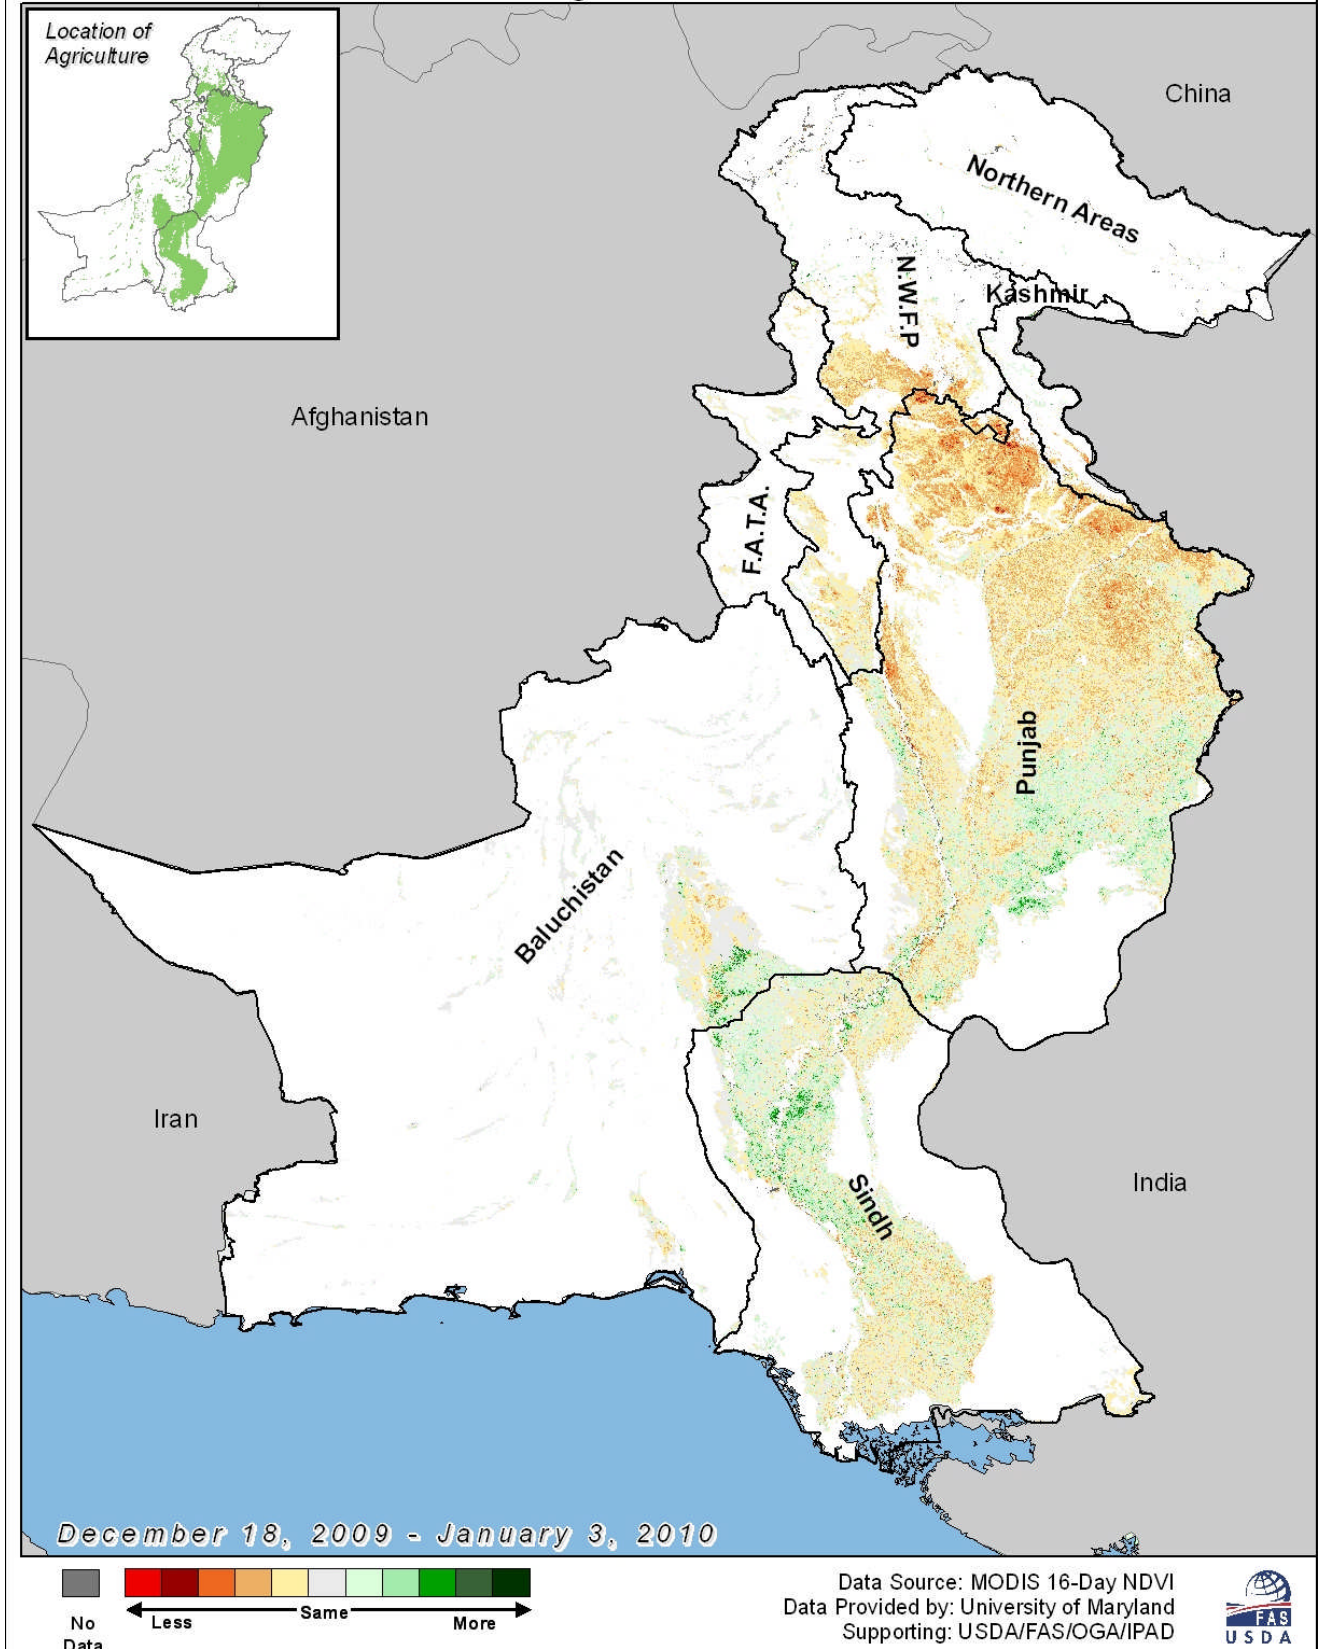 Location of
Agriculture
China
Northern Areas
N.W.F.P
Kashmir
Afghanistan
F.A.T.A.
Punjab
Baluchistan
Iran
India
Sindh
December 18, 2009 - January 3, 2010
No
Data
Less
Same
More
Data Source: MODIS 16-Day NDVI
Data Provided by: University of Maryland
Supporting: USDA/FAS/OGA/IPAD
FAS
USDA